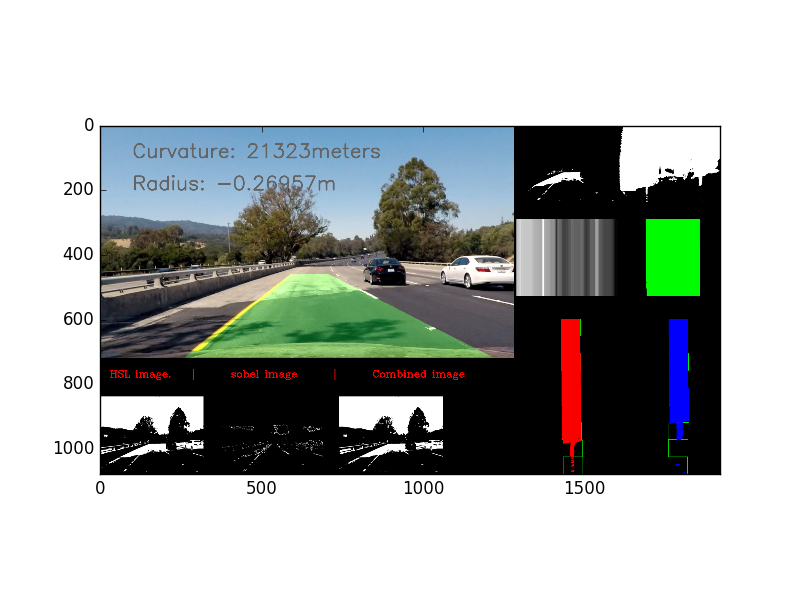 0
200
400
600
800
1000
Curvature: 21323meters
Radius: -0.26957m
HSL image. | sobel image | Combined image
0 500 1000 1500